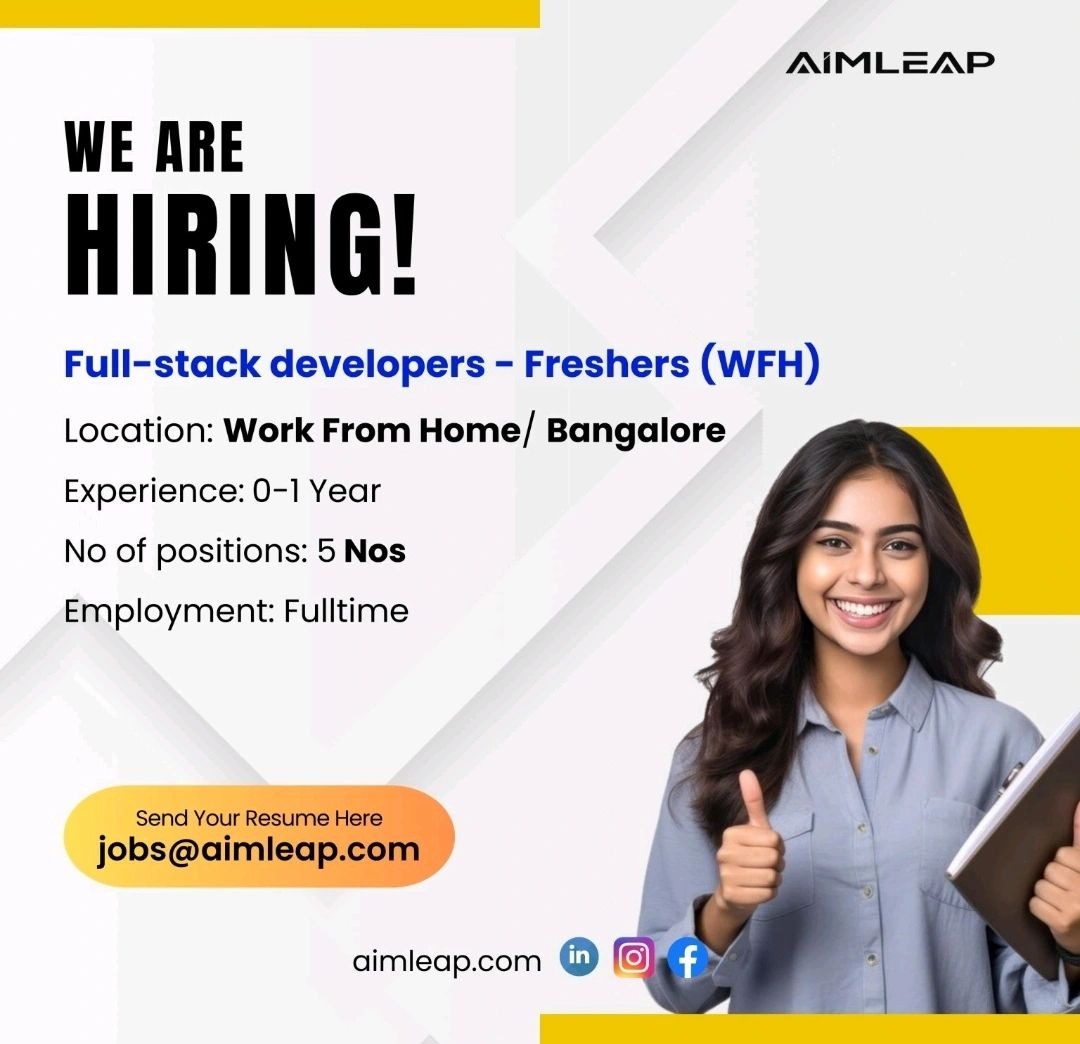 AIMLEAP
WE ARE
HIRING!
Full-stack developers - Freshers (WFH)
Location: Work From Home/ Bangalore
Experience: 0-1 Year
No of positions: 5 Nos
Employment: Fulltime
Send Your Resume Here
jobs@aimleap.com
aimleap.com in f